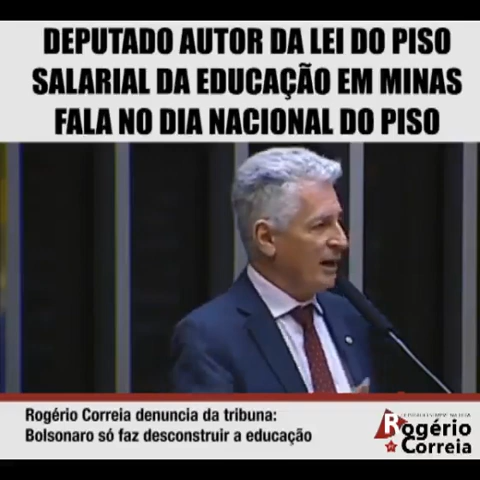 DEPUTADO AUTOR DA LEI DO PISO
SALARIAL DA EDUCAÇÃO EM MINAS
FALA NO DIA NACIONAL DO PISO
Rogério Correia denuncia da tribuna:
Bolsonaro só faz desconstruir a educação
Rogério
Correia